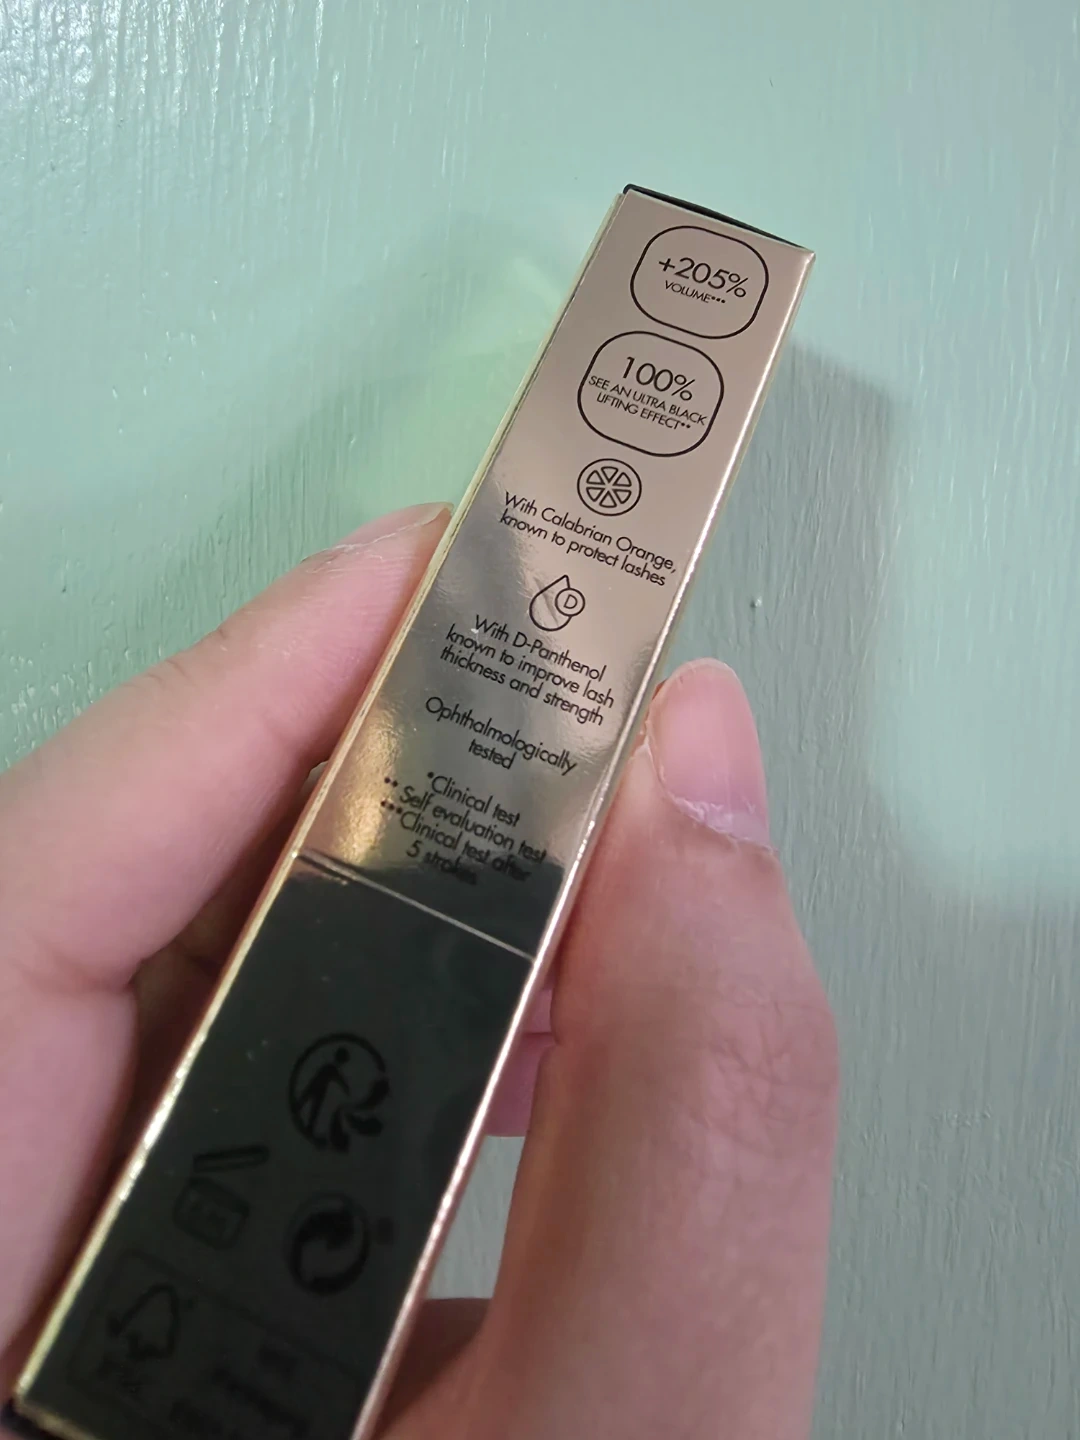 +205%
VOLUME***
100%
SEE AN ULTRA BLACK
LIFTING EFFECT**
With Calabrian Orange,
known to protect lashes
D
With D-Panthenol
known to improve lash
thickness and strength
Ophthalmologically
tested
*Clinical test
** Self evaluation test
***Clinical test after
5 strokes